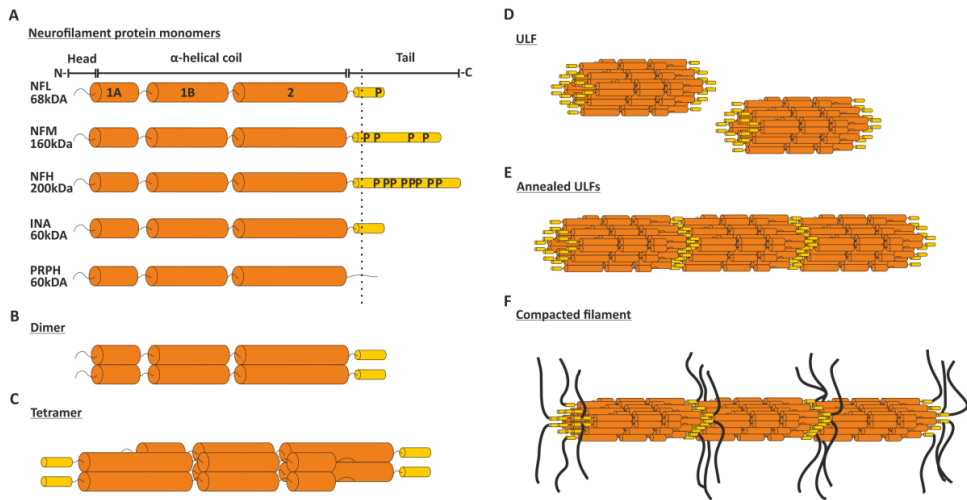 A
Neurofilament protein monomers
Head α-helical coil Tail
N- -C
NFL
68kDA
1A 1B 2 P
NFM
160kDA
P P P P
NFH
200kDA
P PP PPP P P
INA
60kDA
PRPH
60kDA
B
Dimer
C
Tetramer
D
ULF
E
Annealed ULFs
F
Compacted filament